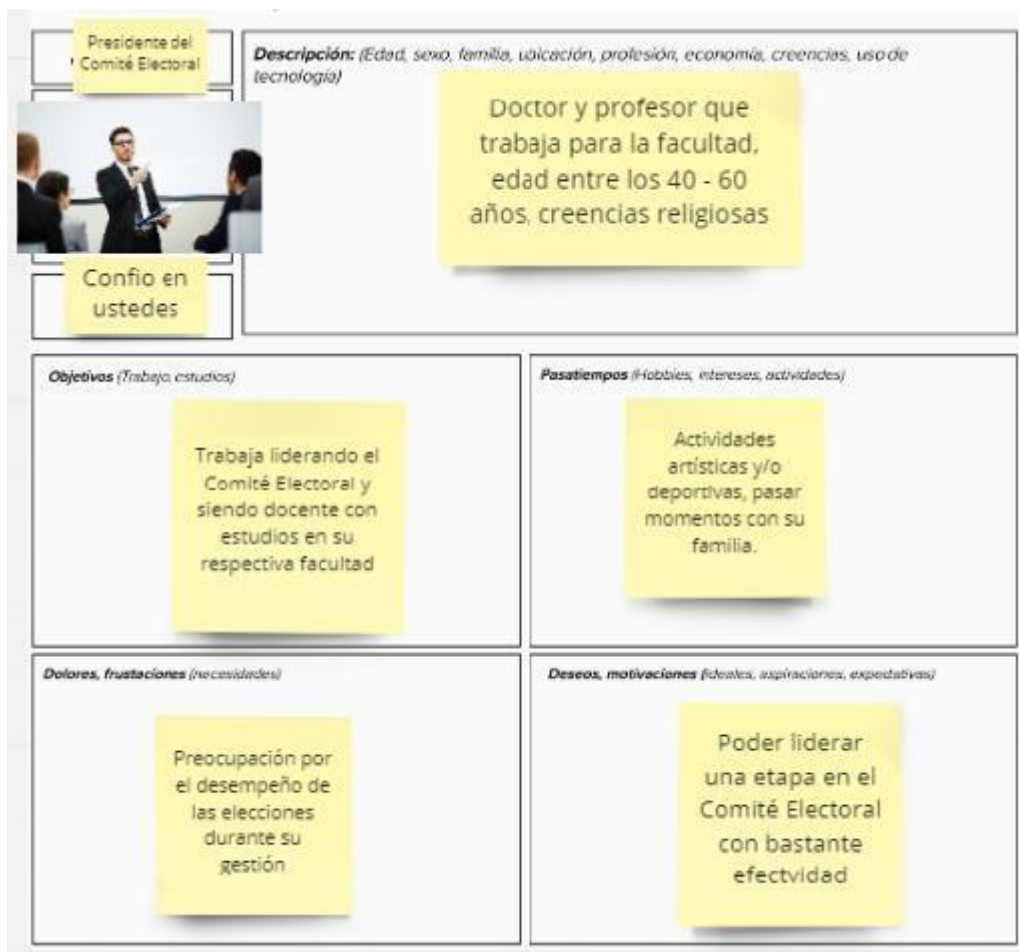 Presidente del
Comité Electoral
Descripción: (Edad, sexo, familia, ubicación, profesión, economía, creencias, uso de
tecnología)
Doctor y profesor que
trabaja para la facultad,
edad entre los 40 - 60
años, creencias religiosas
Confio en
ustedes
Objetivos (Trabajo, estudios)
Trabaja liderando el
Comité Electoral y
siendo docente con
estudios en su
respectiva facultad
Pasatiempos (Hobbies, intereses, actividades)
Actividades
artísticas y/o
deportivas, pasar
momentos con su
familia.
Dolores, frustaciones (necesidades)
Preocupación por
el desempeño de
las elecciones
durante su
gestión
Deseos, motivaciones (ideales, aspiraciones, expectativas)
Poder liderar
una etapa en el
Comité Electoral
con bastante
efectvidad